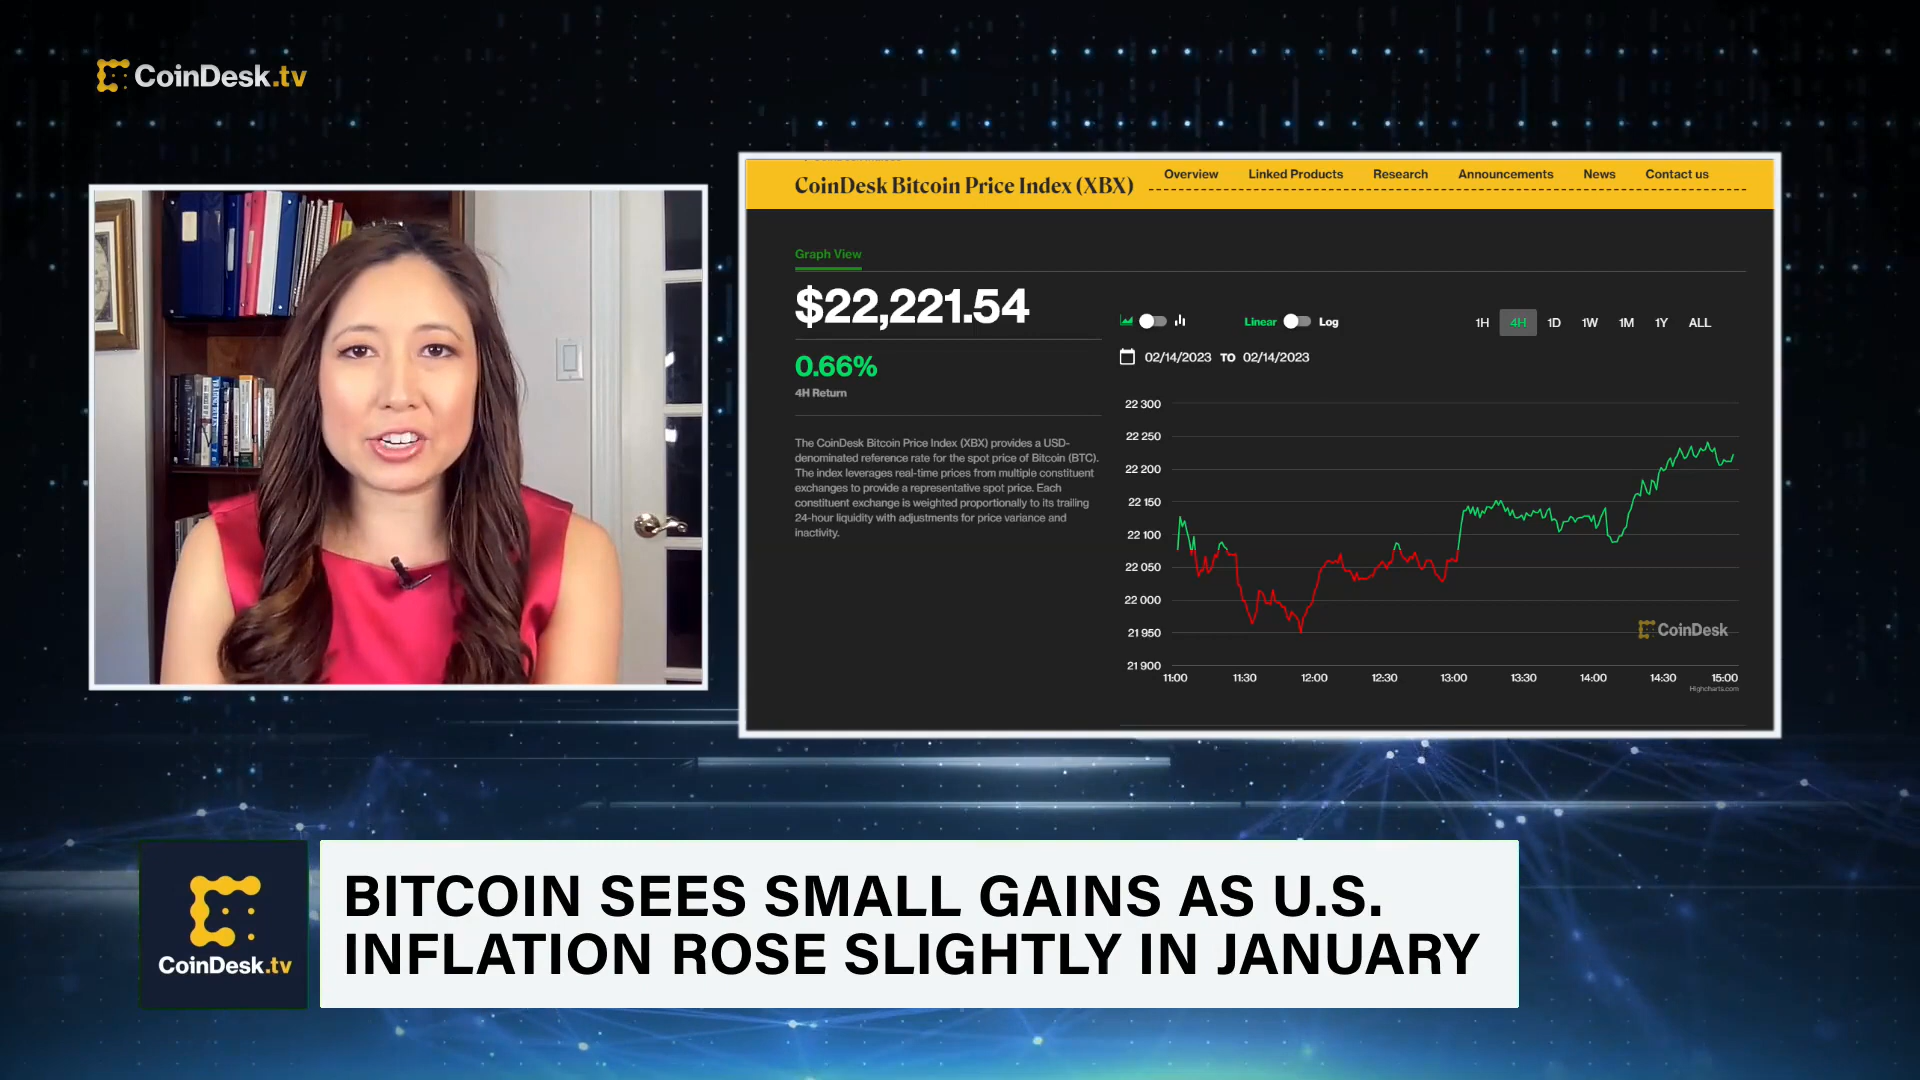 CoinDesk.tv
CoinDesk Bitcoin Price Index (XBX)
Overview
Linked Products
Research
Announcements
News
Contact us
Graph View
$22,221.54
0.66%
4H Return
The CoinDesk Bitcoin Price Index (XBX) provides a USD-
denominated reference rate for the spot price of Bitcoin (BTC).
The index leverages real-time prices from multiple constituent
exchanges to provide a representative spot price. Each
constituent exchange is weighted proportionally to its trailing
24-hour liquidity with adjustments for price variance and
inactivity.
Linear
Log
1H
4H
1D
1W
1M
1Y
ALL
02/14/2023 TO 02/14/2023
22 300
22 250
22 200
22 150
22 100
22 050
22 000
21 950
21 900
11:00
11:30
12:00
12:30
13:00
13:30
14:00
14:30
15:00
CoinDesk
Highcharts.com
CoinDesk.tv
BITCOIN SEES SMALL GAINS AS U.S.
INFLATION ROSE SLIGHTLY IN JANUARY